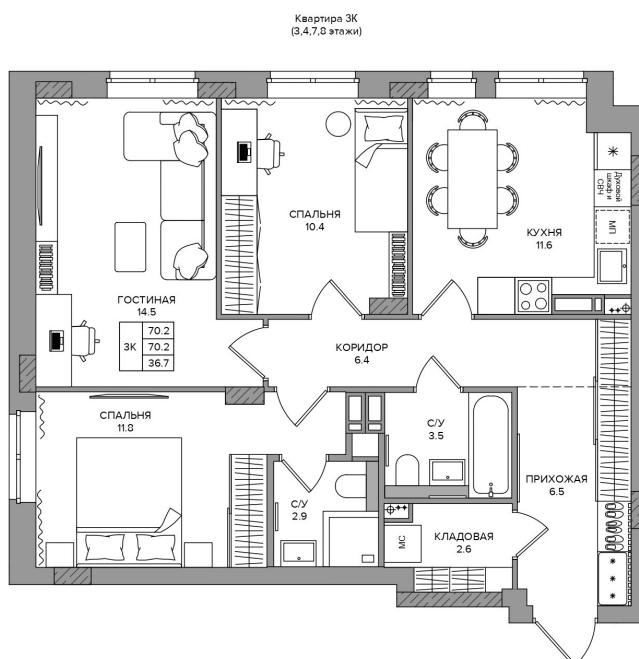 Квартира 3К
(3,4,7,8 этажи)
СПАЛЬНЯ
10.4
КУХНЯ
11.6
Духовой
шкаф и
СВЧ
МП
ГОСТИНАЯ
14.5
3К
70.2
70.2
36.7
КОРИДОР
6.4
СПАЛЬНЯ
11.8
С/У
3.5
ПРИХОЖАЯ
6.5
С/У
2.9
МС
КЛАДОВАЯ
2.6